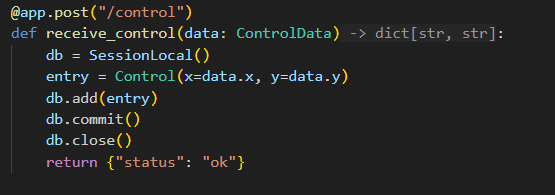 @app.post("/control")
def receive_control(data: ControlData) -> dict[str, str]:
    db = SessionLocal()
    entry = Control(x=data.x, y=data.y)
    db.add(entry)
    db.commit()
    db.close()
    return {"status": "ok"}